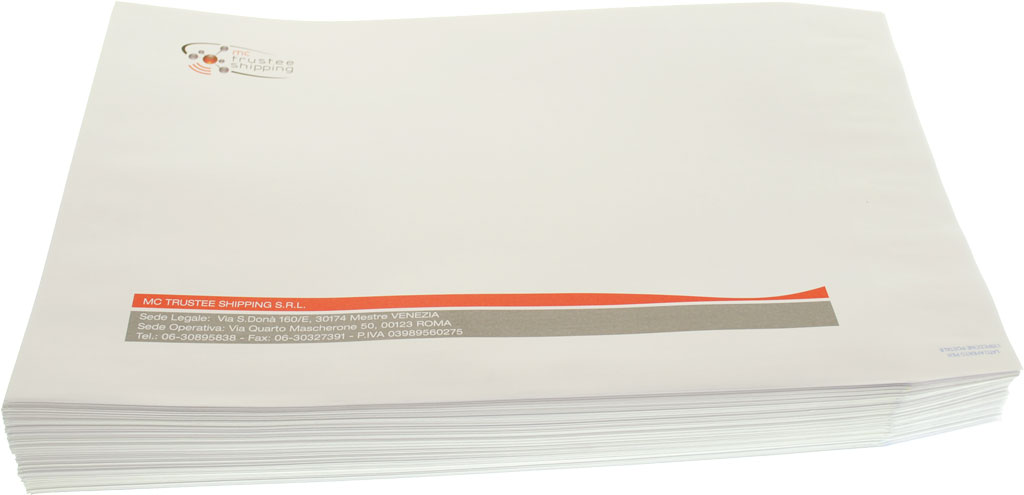 mc
trustee
shipping
MC TRUSTEE SHIPPING S.R.L.
Sede Legale: Via S.Donà 160/E, 30174 Mestre VENEZIA
Sede Operativa: Via Quarto Mascherone 50, 00123 ROMA
Tel.: 06-30895838 - Fax: 06-30327391 - P.IVA 03989560275